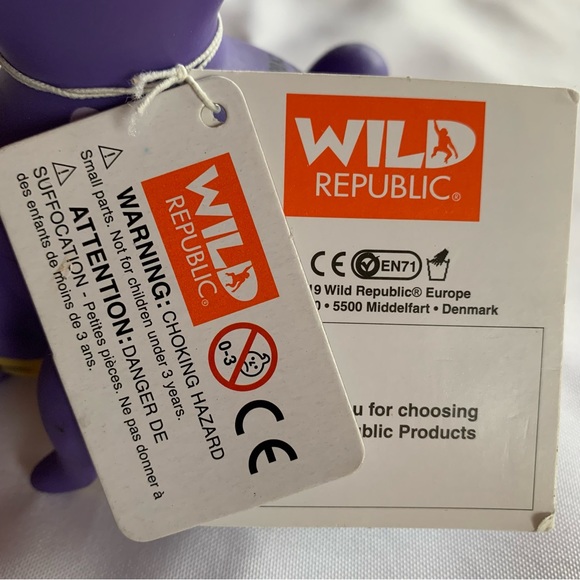 WILD
REPUBLIC®
⚠ WARNING: CHOKING HAZARD
Small parts. Not for children under 3 years.
⚠ ATTENTION: DANGER DE
SUFFOCATION - Petites pièces. Ne pas donner à
des enfants de moins de 3 ans.
0-3
CE
WILD
REPUBLIC®
CE EN71
19 Wild Republic® Europe
0 • 5500 Middelfart • Denmark
for choosing
Products